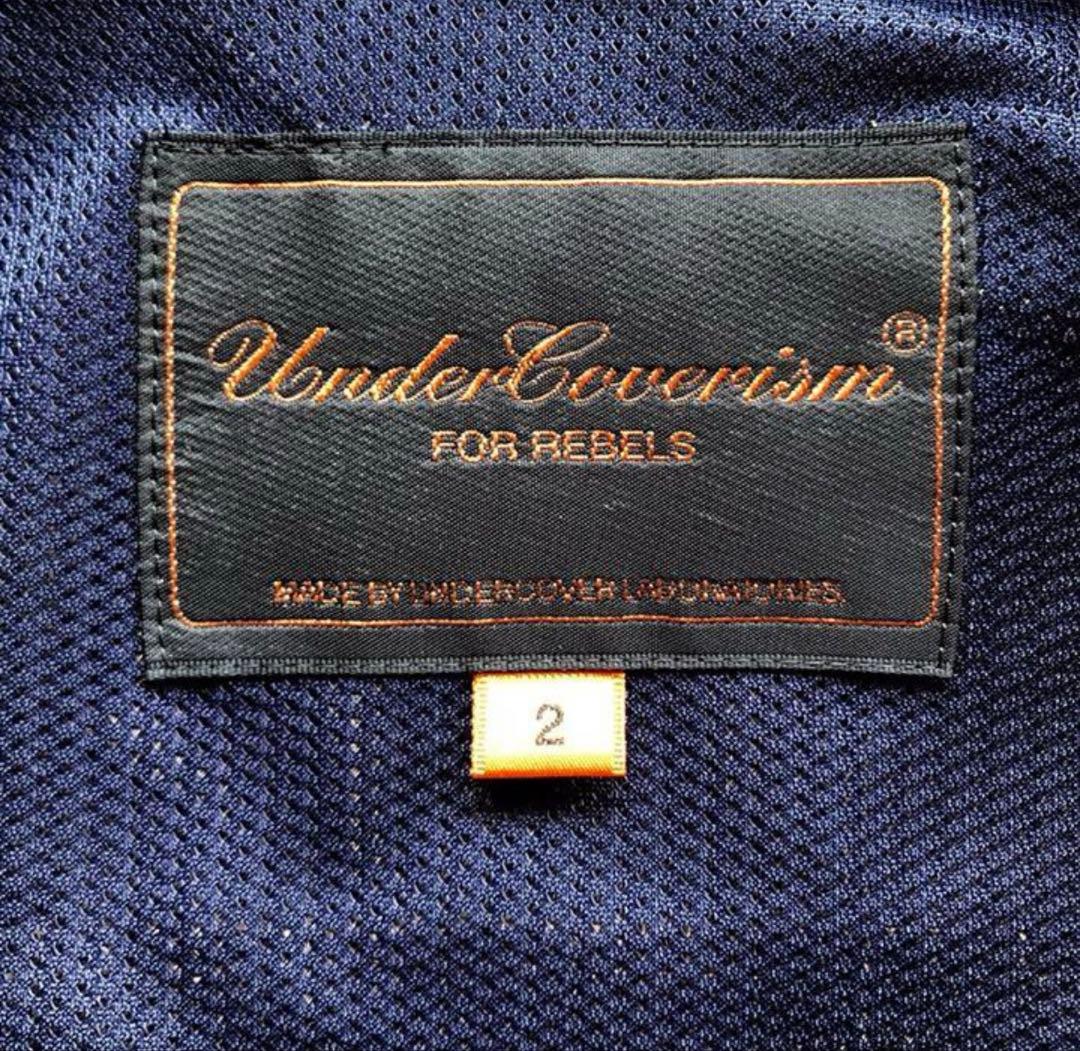 UnderCoverism®
FOR REBELS
MADE BY UNDERCOVER LABORATORIES.
2